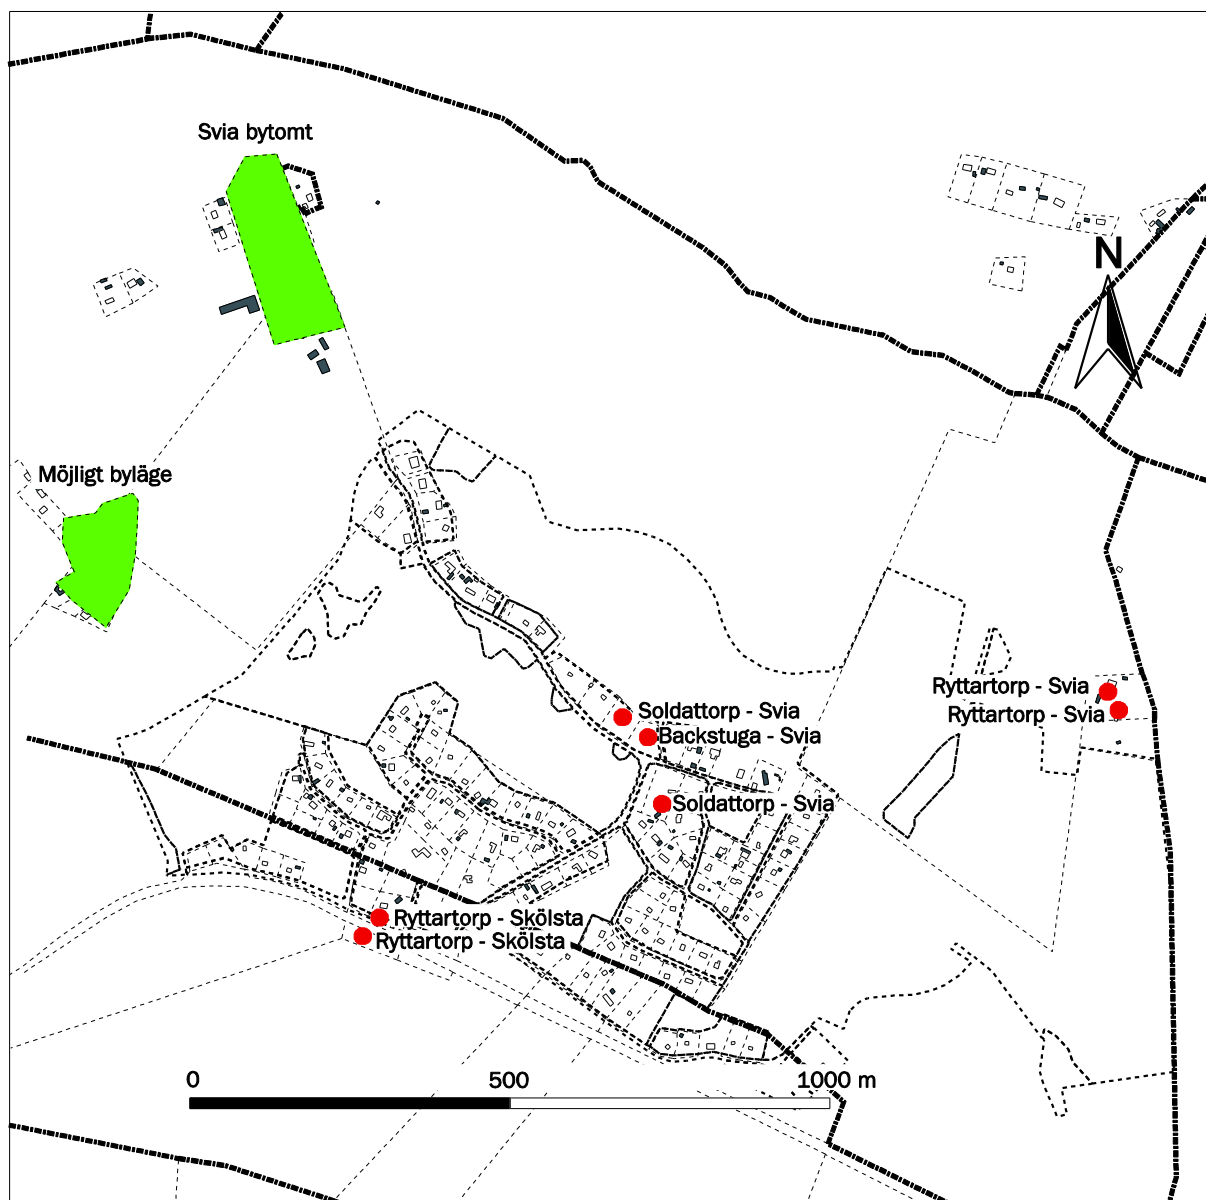 Svia bytomt
N
Möjligt byläge
Ryttartorp - Svia
Ryttartorp - Svia
Soldattorp - Svia
Backstuga - Svia
Soldattorp - Svia
Ryttartorp - Skölsta
Ryttartorp - Skölsta
0 500 1000 m